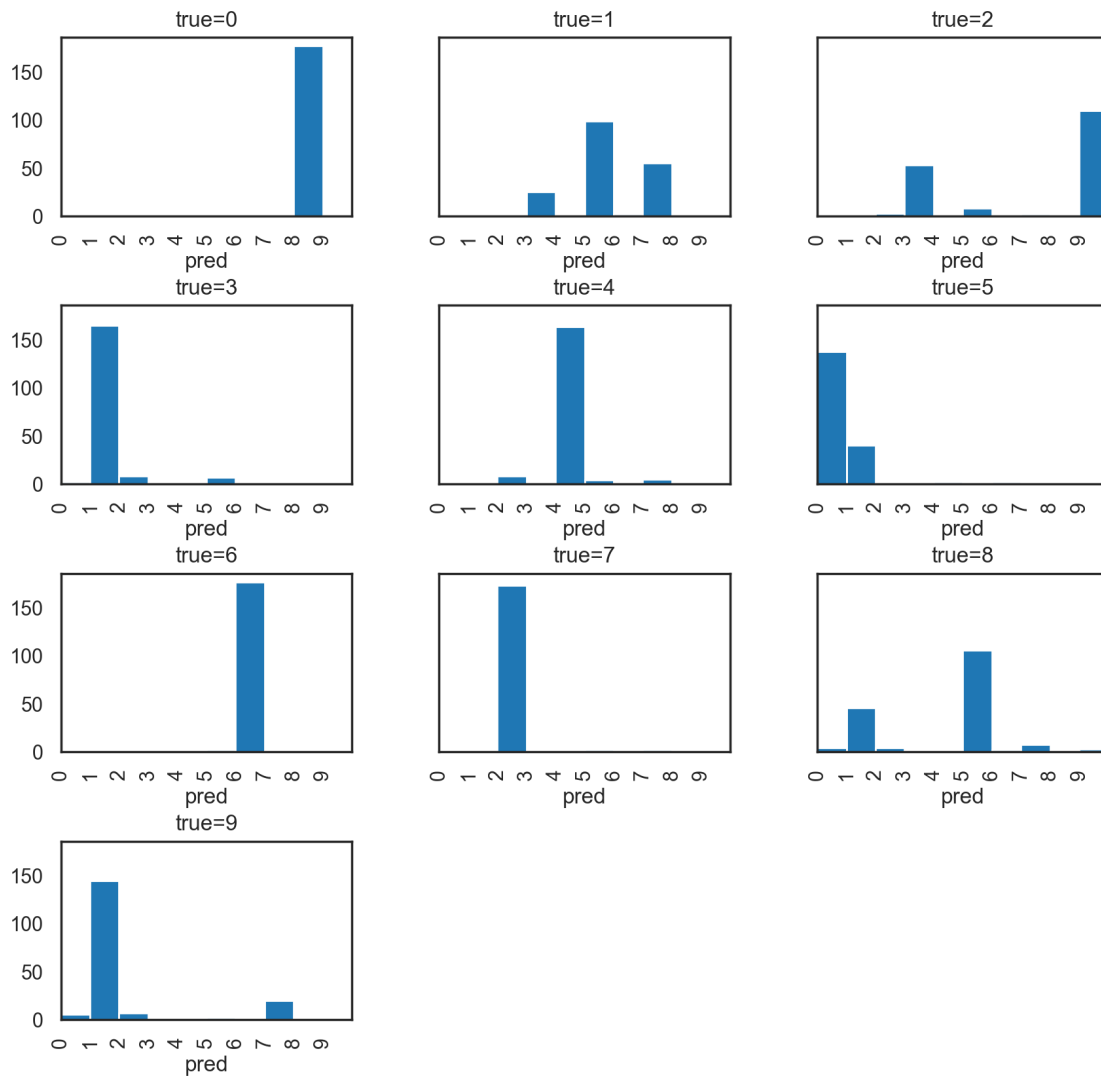 true=0 true=1 true=2
150
100
50
0
0 1 2 3 4 5 6 7 8 9 0 1 2 3 4 5 6 7 8 9 0 1 2 3 4 5 6 7 8 9
pred pred pred
true=3 true=4 true=5
150
100
50
0
0 1 2 3 4 5 6 7 8 9 0 1 2 3 4 5 6 7 8 9 0 1 2 3 4 5 6 7 8 9
pred pred pred
true=6 true=7 true=8
150
100
50
0
0 1 2 3 4 5 6 7 8 9 0 1 2 3 4 5 6 7 8 9 0 1 2 3 4 5 6 7 8 9
pred pred pred
true=9
150
100
50
0
0 1 2 3 4 5 6 7 8 9
pred